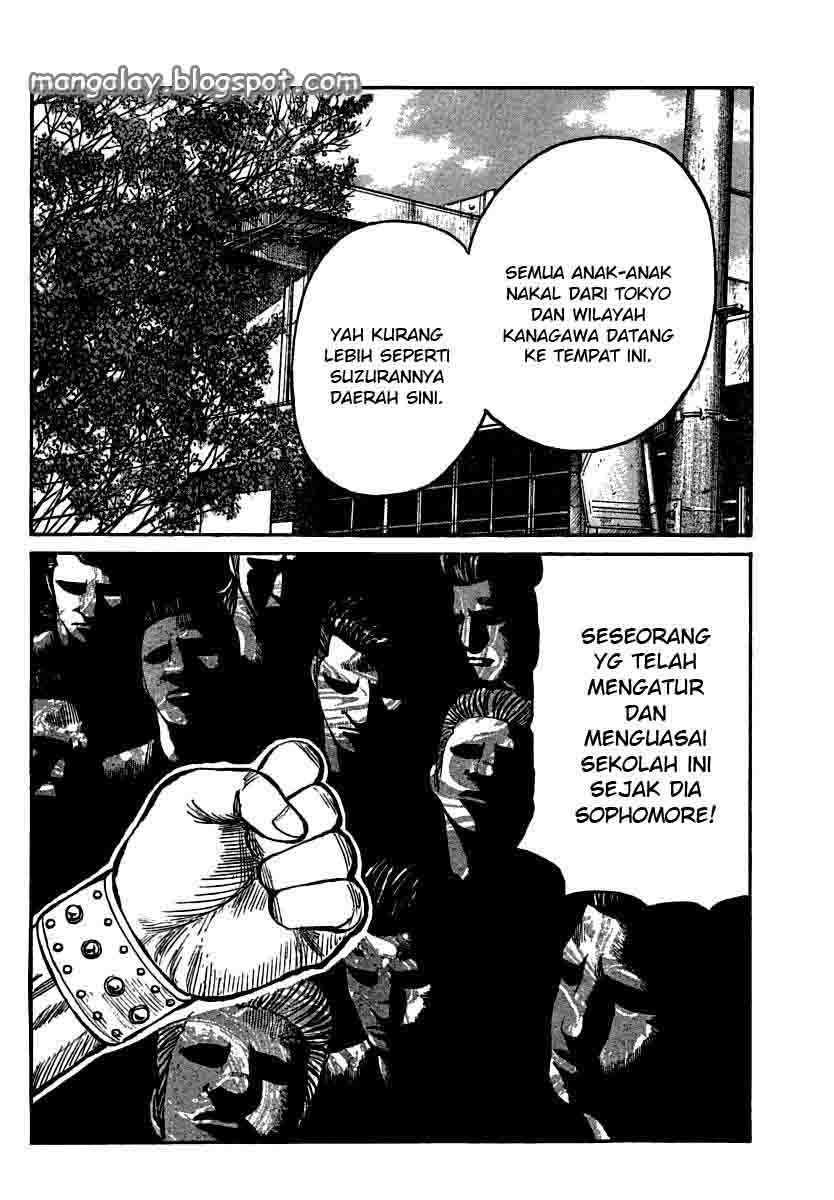 mangalay.blogspot.com
SEMUA ANAK-ANAK
NAKAL DARI TOKYO
DAN WILAYAH
KANAGAWA DATANG
KE TEMPAT INI.
YAH KURANG
LEBIH SEPERTI
SUZURANNYA
DAERAH SINI.
SESEORANG
YG TELAH
MENGATUR
DAN
MENGUASAI
SEKOLAH INI
SEJAK DIA
SOPHOMORE!